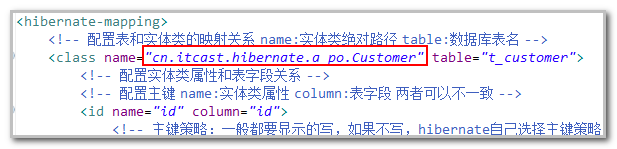 <hibernate-mapping>
<!-- 配置表和实体类的映射关系 name:实体类绝对路径 table:数据库表名 -->
<class name="cn.itcast.hibernate.a_po.Customer" table="t_customer">
<!-- 配置实体类属性和表字段关系 -->
<!-- 配置主键 name:实体类属性 column:表字段 两者可以不一致 -->
<id name="id" column="id">
<!-- 主键策略：一般都要显示的写，如果不写，hibernate自己选择主键策略